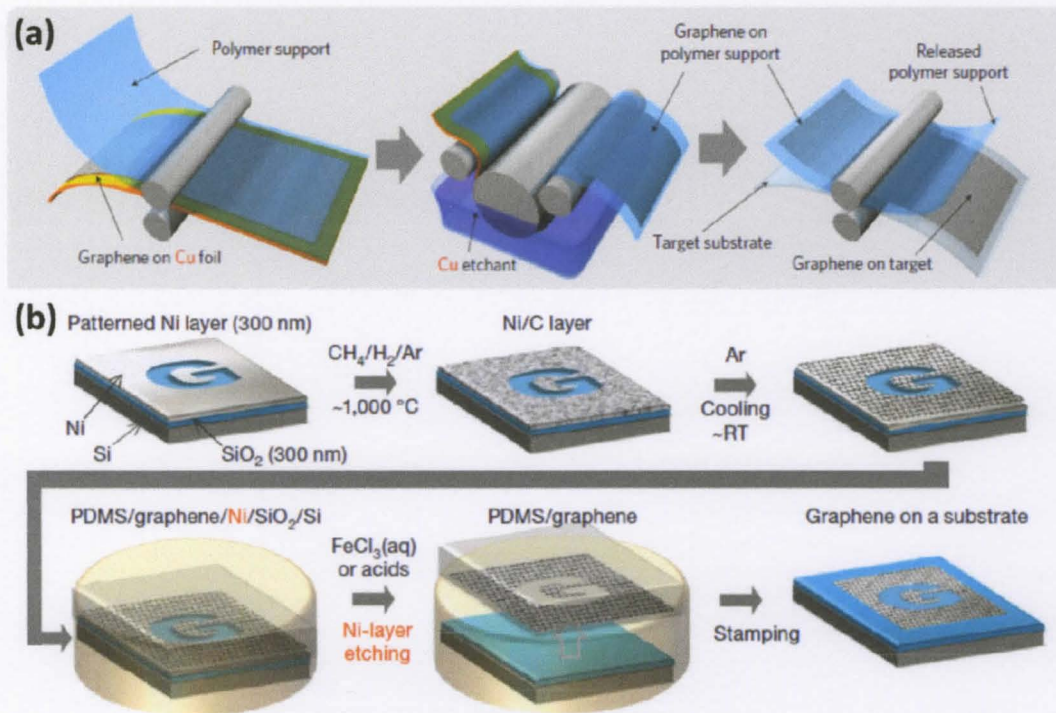 (a)
Polymer support
Graphene on Cu foil
Graphene on
polymer support
Cu etchant
Released
polymer support
Target substrate
Graphene on target
(b)
Patterned Ni layer (300 nm)
Ni
Si
SiO₂ (300 nm)
CH₄/H₂/Ar
~1,000 °C
Ni/C layer
Ar
Cooling
~RT
G
G
G
PDMS/graphene/Ni/SiO₂/Si
G
FeCl₃(aq)
or acids
Ni-layer
etching
PDMS/graphene
G
Stamping
Graphene on a substrate
G